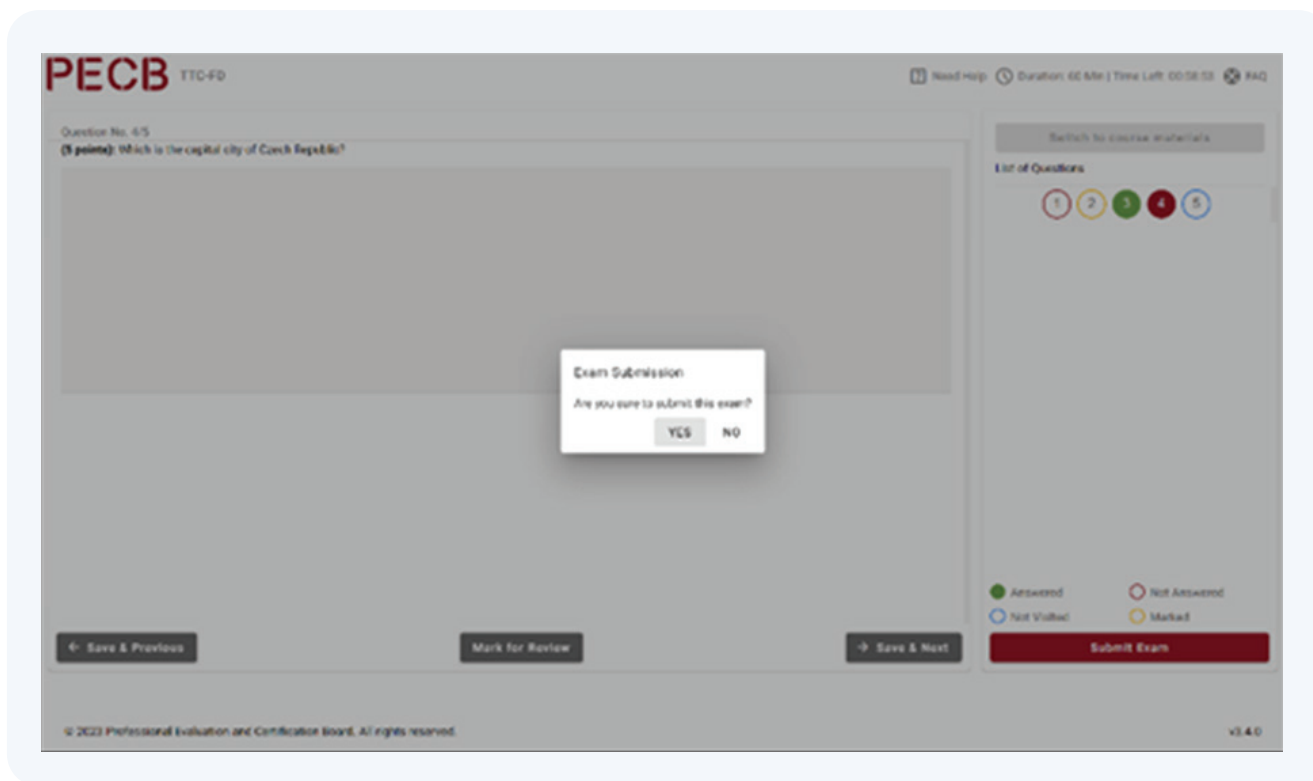 PECB TTC-FD
Need Help Duration: 60 Min | Time Left: 00:58:53 FAQ
Question No. 4/5
(5 points): Which is the capital city of Czech Republic?
Switch to course materials
List of Questions
1 2 3 4 5
Exam Submission
Are you sure to submit this exam?
YES NO
Answered Not Answered
Not Visited Marked
← Save & Previous Mark for Review → Save & Next Submit Exam
© 2023 Professional Evaluation and Certification Board. All rights reserved. v3.4.0